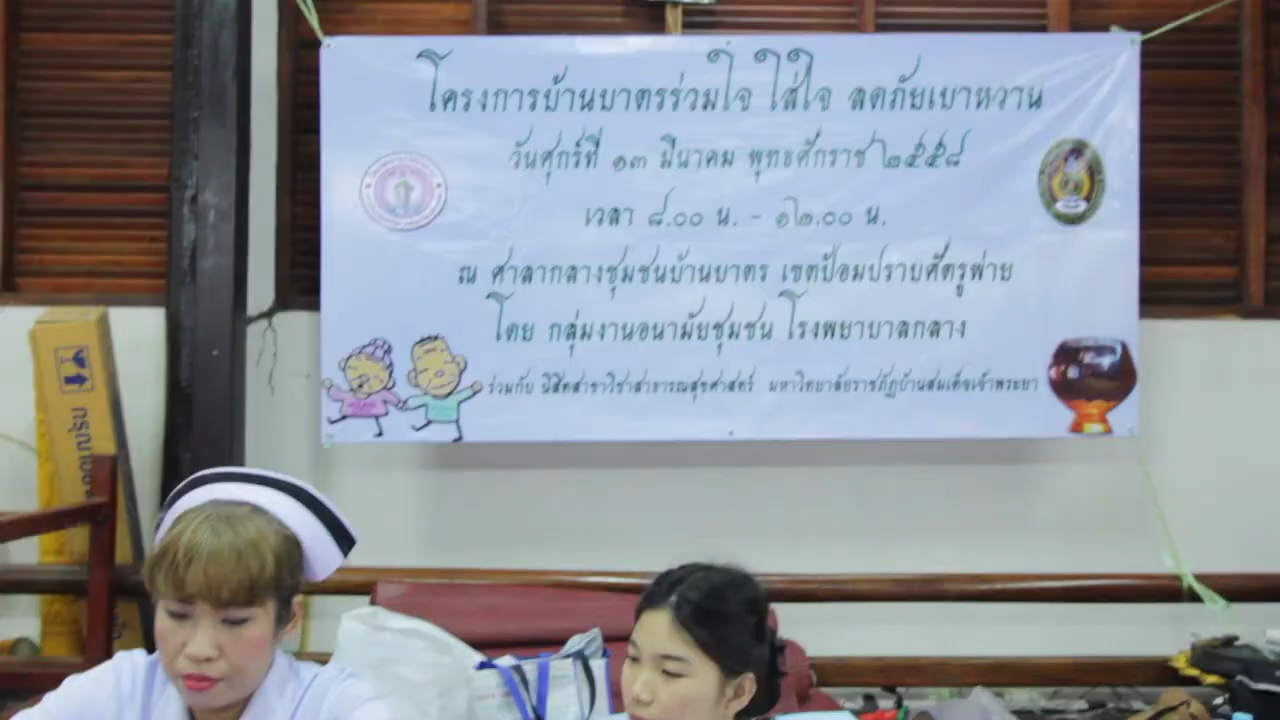 โครงการบ้านบาตรร่วมใจ ใส่ใจ ลดภัยเบาหวาน
วันศุกร์ที่ ๑๓ มีนาคม พุทธศักราช ๒๕๕๘
เวลา ๘.๐๐ น. - ๑๒.๐๐ น.
ณ ศาลากลางชุมชนบ้านบาตร เขตป้อมปราบศัตรูพ่าย
โดย กลุ่มงานอนามัยชุมชน โรงพยาบาลกลาง
ร่วมกับ นิสิตสาขาวิชาสาธารณสุขศาสตร์ มหาวิทยาลัยราชภัฏบ้านสมเด็จเจ้าพระยา